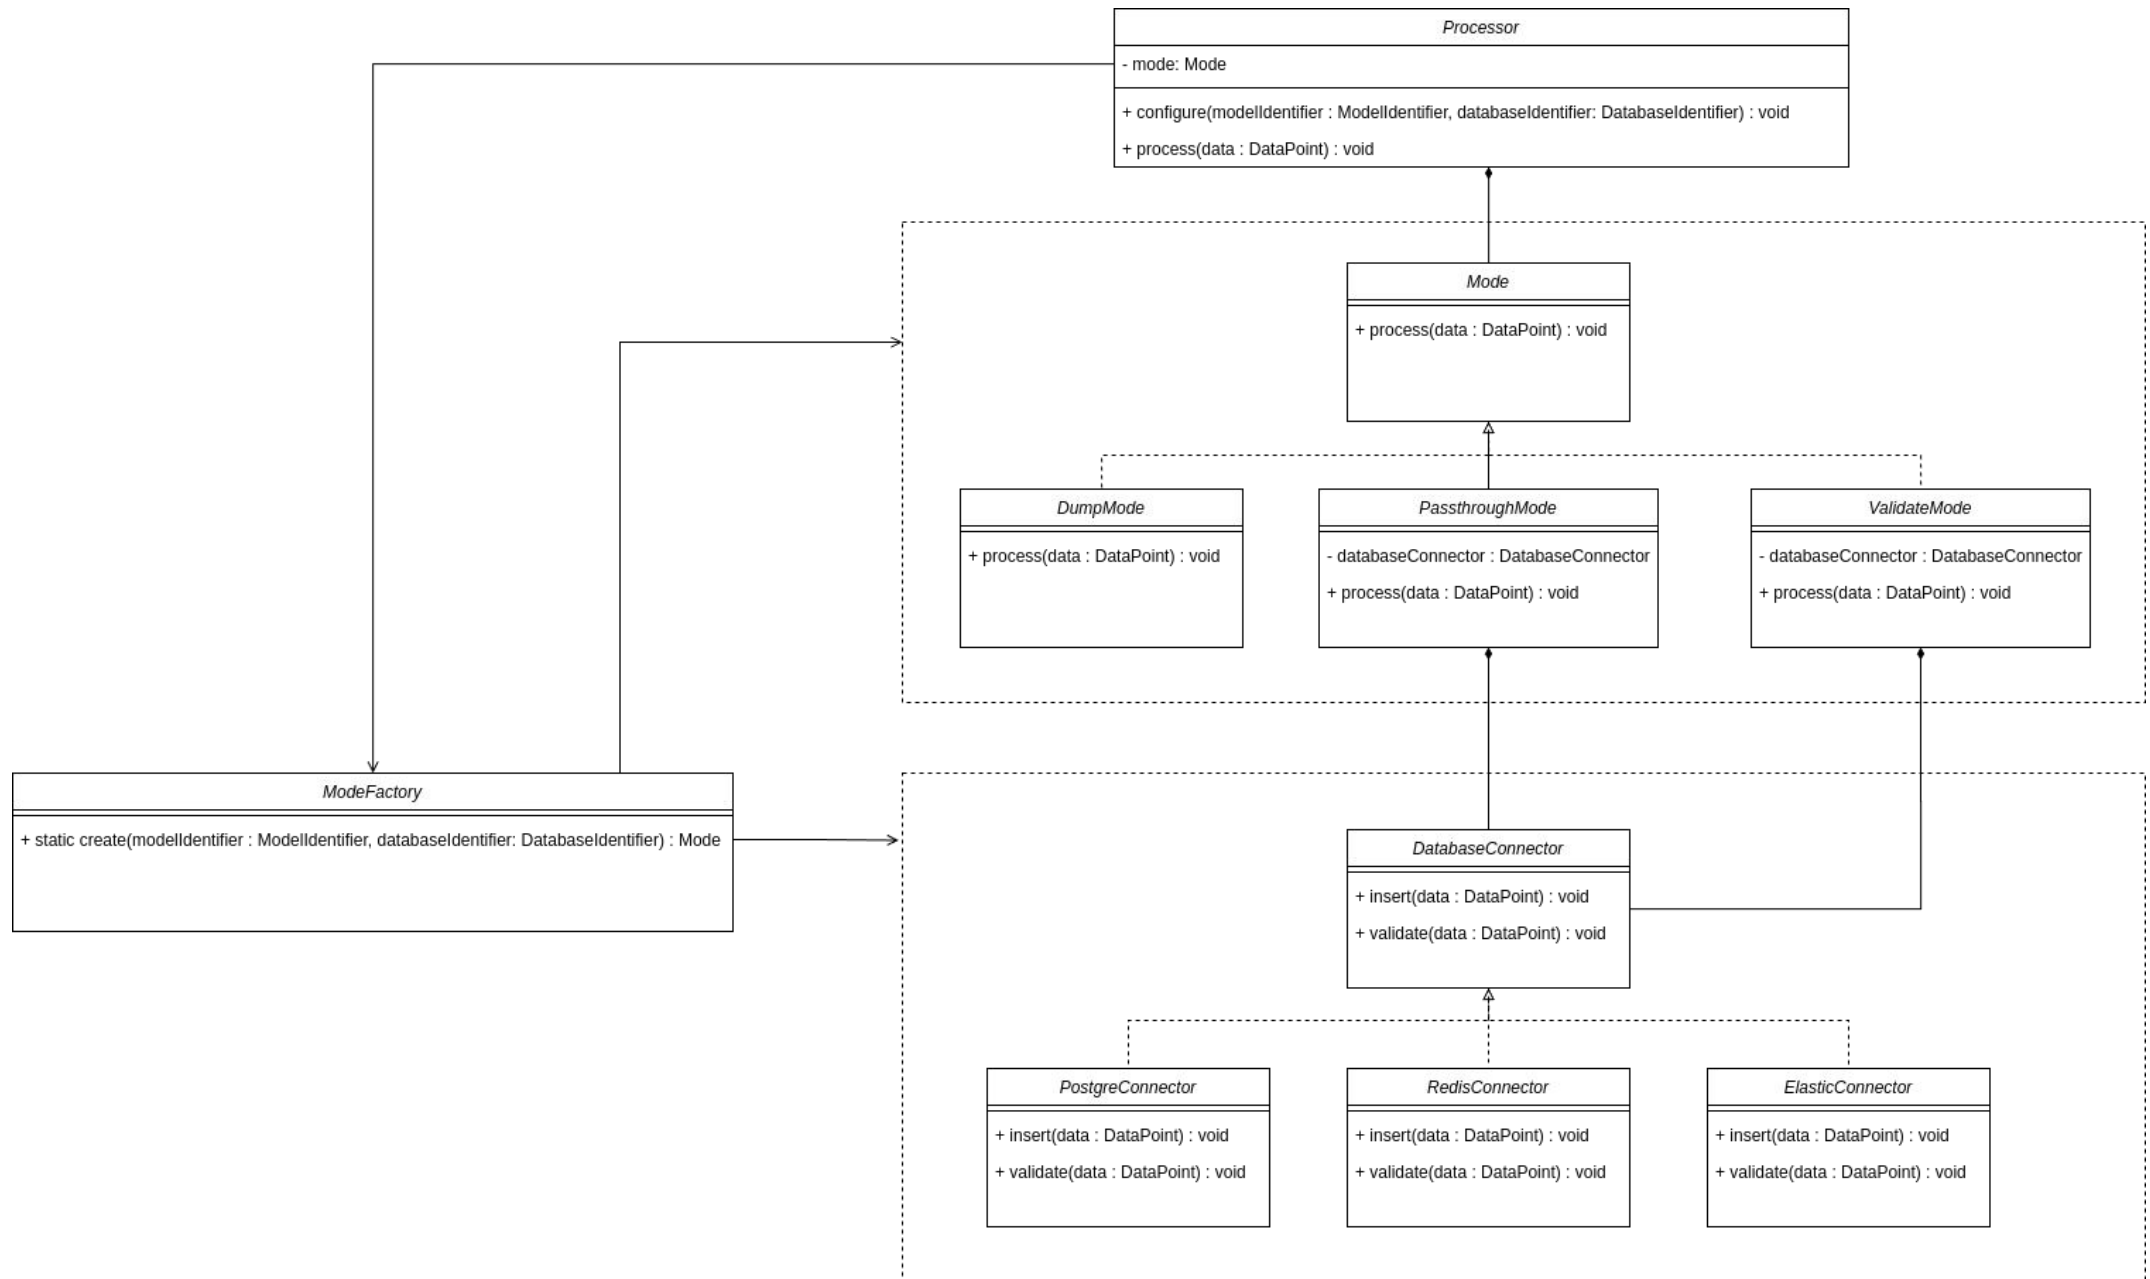 Processor
- mode: Mode
+ configure(modelIdentifier : ModelIdentifier, databaseIdentifier: DatabaseIdentifier) : void
+ process(data : DataPoint) : void
Mode
+ process(data : DataPoint) : void
DumpMode
+ process(data : DataPoint) : void
PassthroughMode
- databaseConnector : DatabaseConnector
+ process(data : DataPoint) : void
ValidateMode
- databaseConnector : DatabaseConnector
+ process(data : DataPoint) : void
ModeFactory
+ static create(modelIdentifier : ModelIdentifier, databaseIdentifier: DatabaseIdentifier) : Mode
DatabaseConnector
+ insert(data : DataPoint) : void
+ validate(data : DataPoint) : void
PostgreConnector
+ insert(data : DataPoint) : void
+ validate(data : DataPoint) : void
RedisConnector
+ insert(data : DataPoint) : void
+ validate(data : DataPoint) : void
ElasticConnector
+ insert(data : DataPoint) : void
+ validate(data : DataPoint) : void